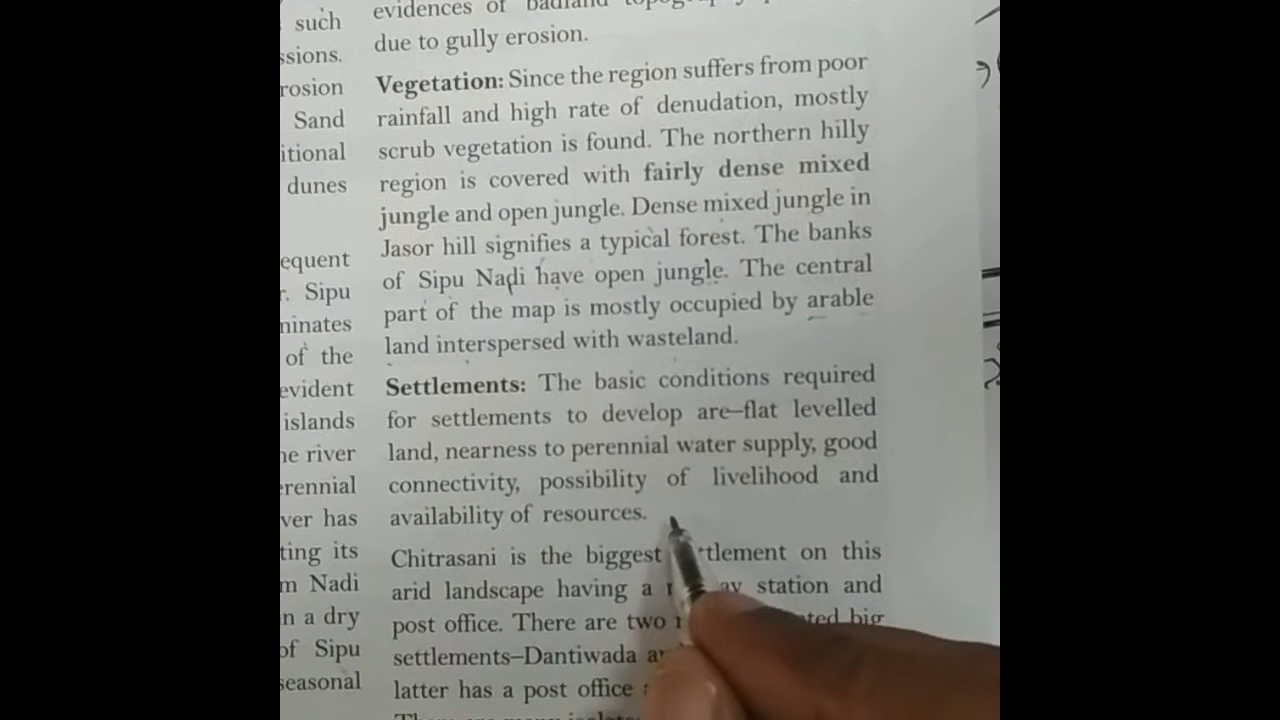 such
ssions.
rosion
Sand
itional
dunes
equent
r. Sipu
ninates
of the
evident
islands
ne river
erennial
ver has
ting its
m Nadi
n a dry
of Sipu
seasonal
evidences of badland topography
due to gully erosion.
Vegetation: Since the region suffers from poor
rainfall and high rate of denudation, mostly
scrub vegetation is found. The northern hilly
region is covered with fairly dense mixed
jungle and open jungle. Dense mixed jungle in
Jasor hill signifies a typical forest. The banks
of Sipu Nadi have open jungle. The central
part of the map is mostly occupied by arable
land interspersed with wasteland.
Settlements: The basic conditions required
for settlements to develop are–flat levelled
land, nearness to perennial water supply, good
connectivity, possibility of livelihood and
availability of resources.
Chitrasani is the biggest settlement on this
arid landscape having a railway station and
post office. There are two big
settlements–Dantiwada
latter has a post office
There are many